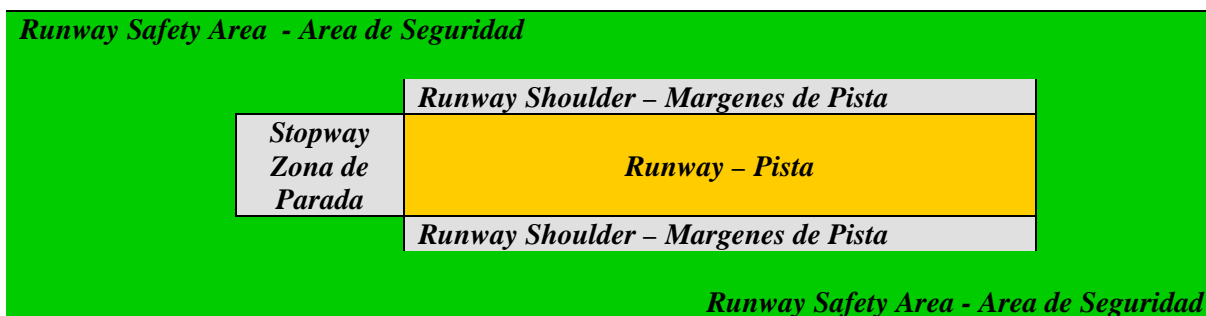 Runway Safety Area - Area de Seguridad
Runway Shoulder – Margenes de Pista
Stopway
Zona de
Parada
Runway – Pista
Runway Shoulder – Margenes de Pista
Runway Safety Area - Area de Seguridad